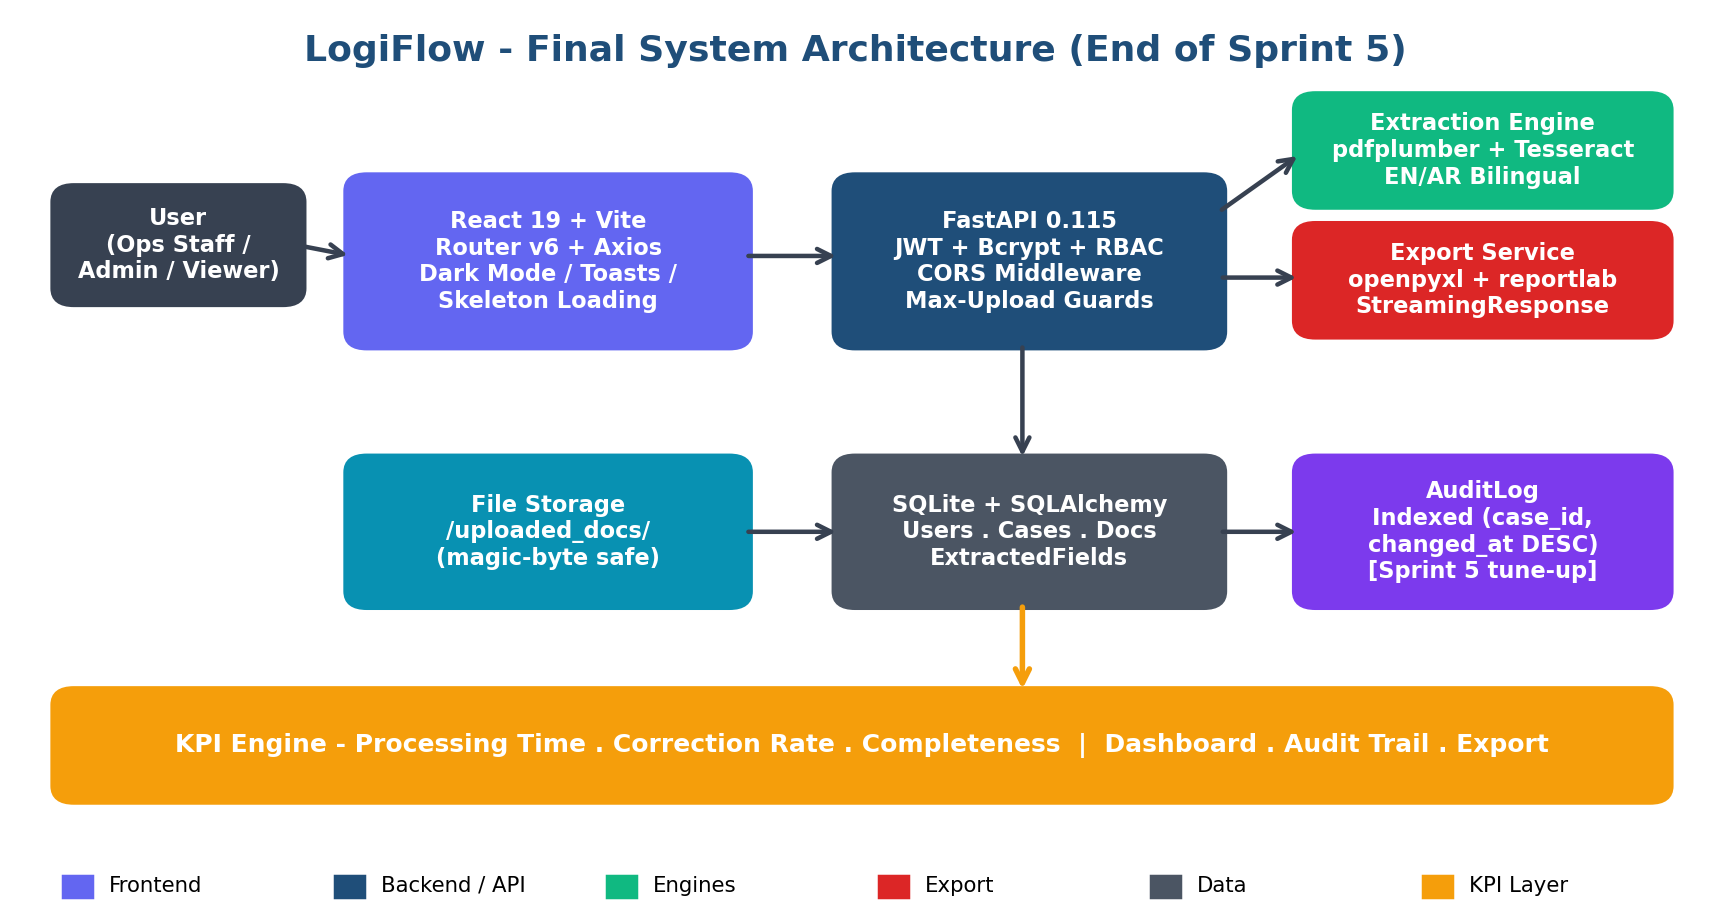 LogiFlow - Final System Architecture (End of Sprint 5)
User
(Ops Staff /
Admin / Viewer)
React 19 + Vite
Router v6 + Axios
Dark Mode / Toasts /
Skeleton Loading
FastAPI 0.115
JWT + Bcrypt + RBAC
CORS Middleware
Max-Upload Guards
Extraction Engine
pdfplumber + Tesseract
EN/AR Bilingual
Export Service
openpyxl + reportlab
StreamingResponse
File Storage
/uploaded_docs/
(magic-byte safe)
SQLite + SQLAlchemy
Users . Cases . Docs
ExtractedFields
AuditLog
Indexed (case_id,
changed_at DESC)
[Sprint 5 tune-up]
KPI Engine - Processing Time . Correction Rate . Completeness | Dashboard . Audit Trail . Export
Frontend
Backend / API
Engines
Export
Data
KPI Layer